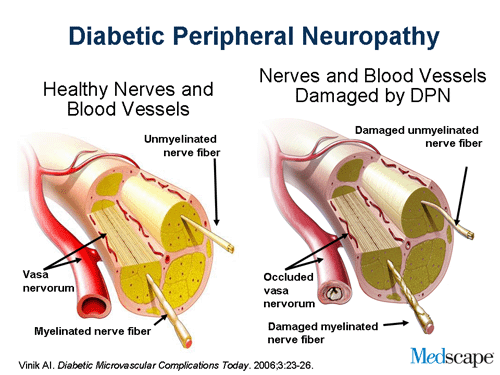 Diabetic Peripheral Neuropathy
Healthy Nerves and
Blood Vessels
Unmyelinated
nerve fiber
Vasa
nervorum
Myelinated nerve fiber
Nerves and Blood Vessels
Damaged by DPN
Damaged unmyelinated
nerve fiber
Occluded
vasa
nervorum
Damaged myelinated
nerve fiber
Vinik AI. Diabetic Microvascular Complications Today. 2006;3:23-26.
Medscape®